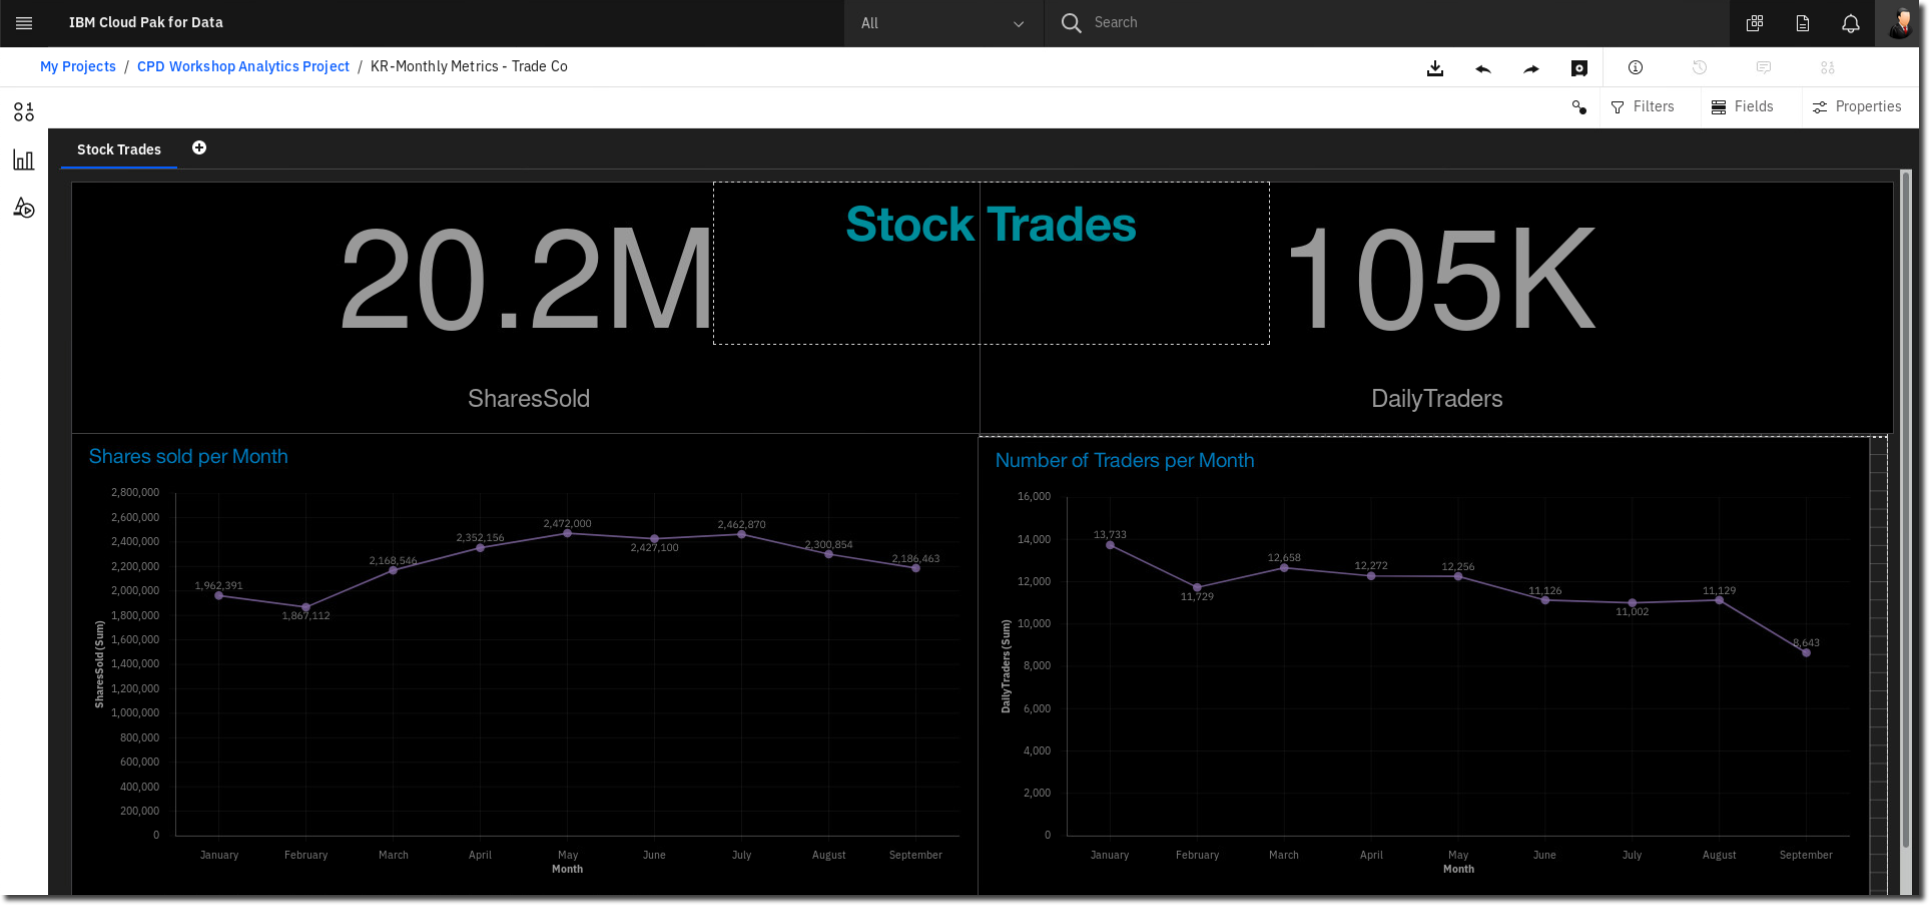 IBM Cloud Pak for Data
All
Search
My Projects / CPD Workshop Analytics Project / KR-Monthly Metrics - Trade Co
Filters
Fields
Properties
Stock Trades
Stock Trades
20.2M
SharesSold
105K
DailyTraders
Shares sold per Month
2,800,000
2,600,000
2,400,000
2,200,000
2,000,000
1,800,000
1,600,000
1,400,000
1,200,000
1,000,000
800,000
600,000
400,000
200,000
0
SharesSold (Sum)
1,962,391
1,867,112
2,168,546
2,352,156
2,472,000
2,427,100
2,462,870
2,300,854
2,186,463
January February March April May June July August September
Month
Number of Traders per Month
16,000
14,000
12,000
10,000
8,000
6,000
4,000
2,000
0
DailyTraders (Sum)
13,733
11,729
12,658
12,272
12,256
11,126
11,002
11,129
8,643
January February March April May June July August September
Month